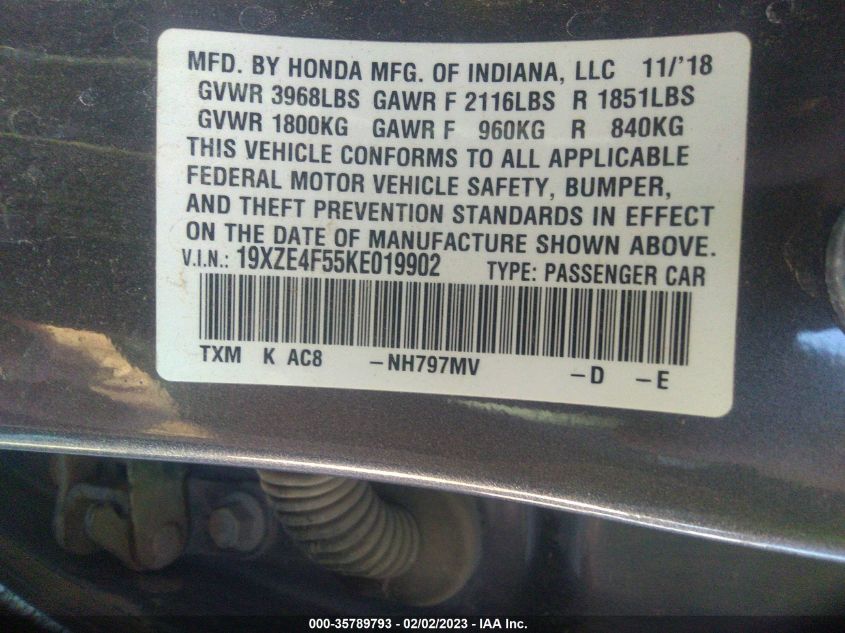 MFD. BY HONDA MFG. OF INDIANA, LLC 11/'18
GVWR 3968LBS GAWR F 2116LBS R 1851LBS
GVWR 1800KG GAWR F 960KG R 840KG
THIS VEHICLE CONFORMS TO ALL APPLICABLE
FEDERAL MOTOR VEHICLE SAFETY, BUMPER,
AND THEFT PREVENTION STANDARDS IN EFFECT
ON THE DATE OF MANUFACTURE SHOWN ABOVE.
V.I.N.: 19XZE4F55KE019902 TYPE: PASSENGER CAR
TXM K AC8 -NH797MV -D -E
000-35789793 - 02/02/2023 - IAA Inc.